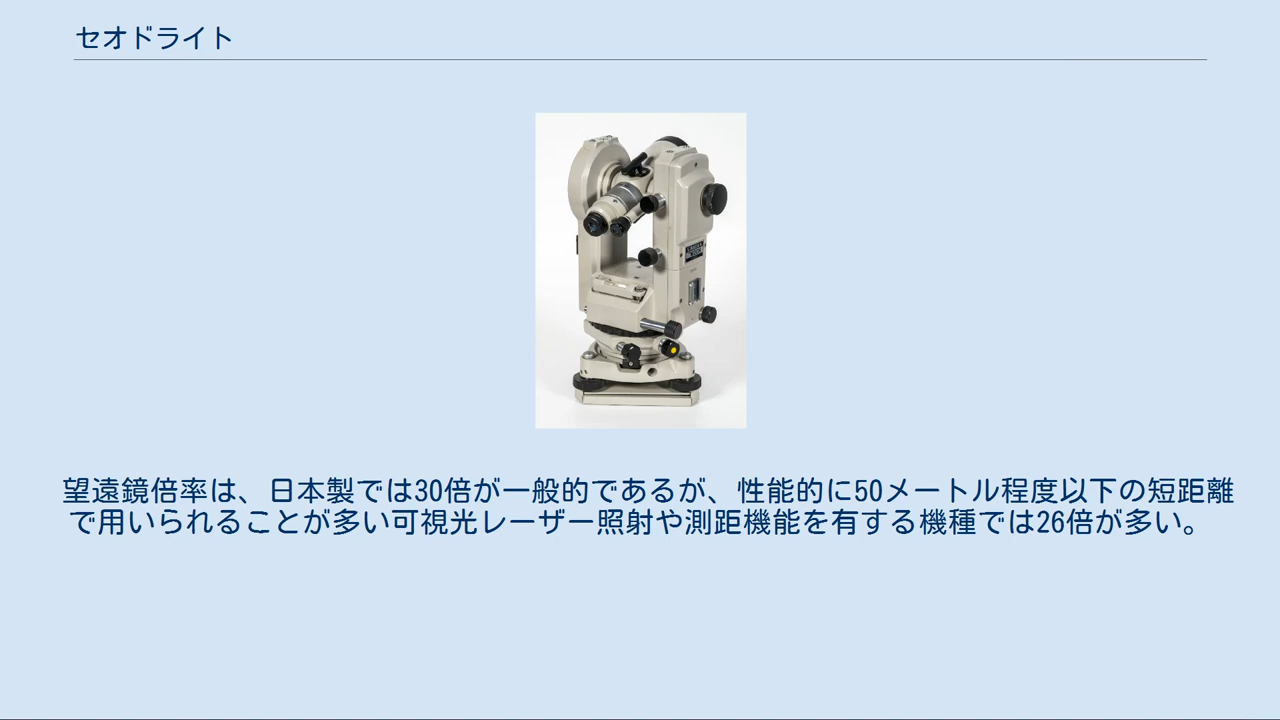 セオドライト
望遠鏡倍率は、日本製では30倍が一般的であるが、性能的に50メートル程度以下の短距離
で用いられることが多い可視光レーザー照射や測距機能を有する機種では26倍が多い。